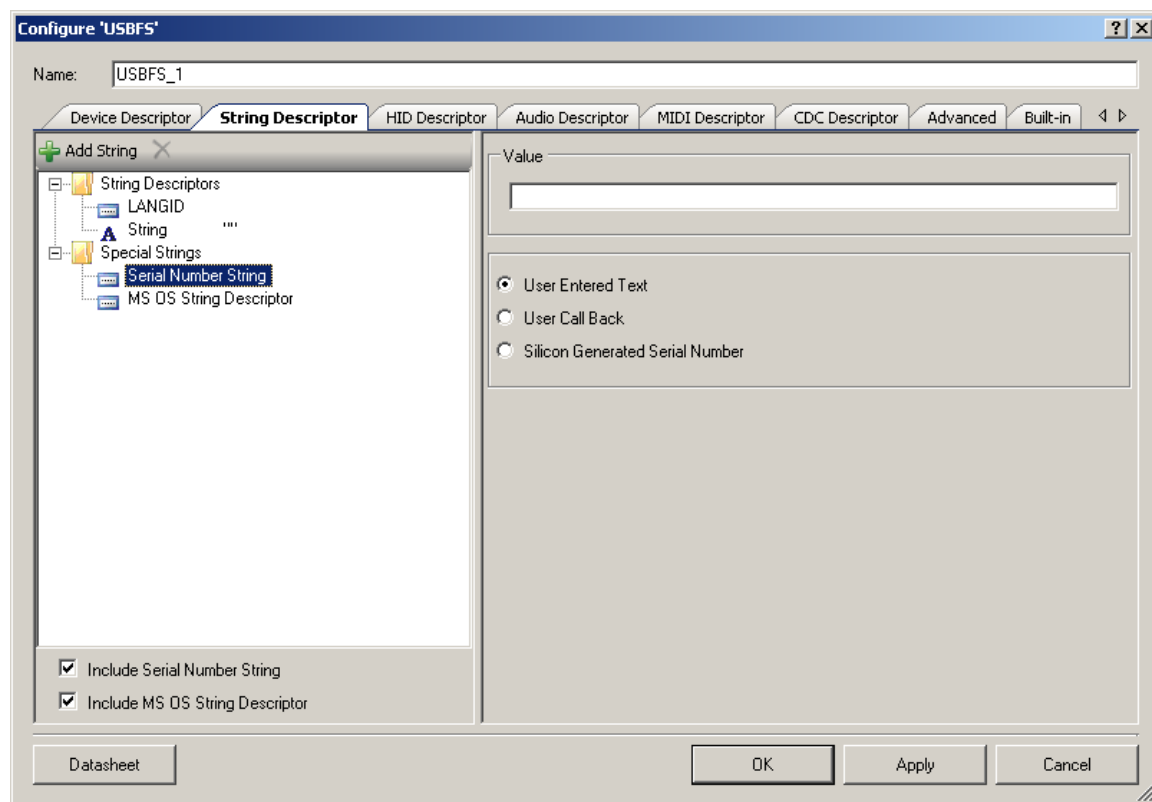 Configure 'USBFS'
Name: USBFS_1
Device Descriptor String Descriptor HID Descriptor Audio Descriptor MIDI Descriptor CDC Descriptor Advanced Built-in
Add String
String Descriptors
LANGID
String ""
Special Strings
Serial Number String
MS OS String Descriptor
Include Serial Number String
Include MS OS String Descriptor
Value
User Entered Text
User Call Back
Silicon Generated Serial Number
Datasheet OK Apply Cancel